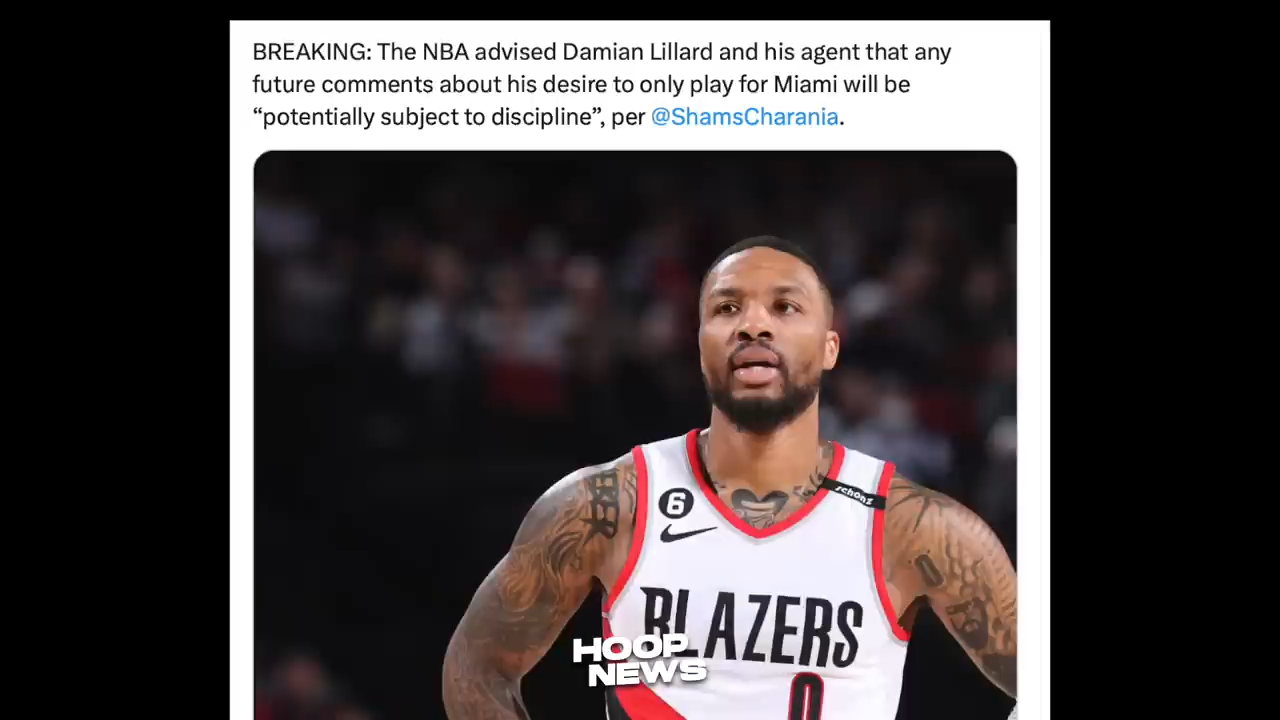 BREAKING: The NBA advised Damian Lillard and his agent that any
future comments about his desire to only play for Miami will be
“potentially subject to discipline”, per @ShamsCharania.
6
schonz
BLAZERS
HOOP
NEWS
0